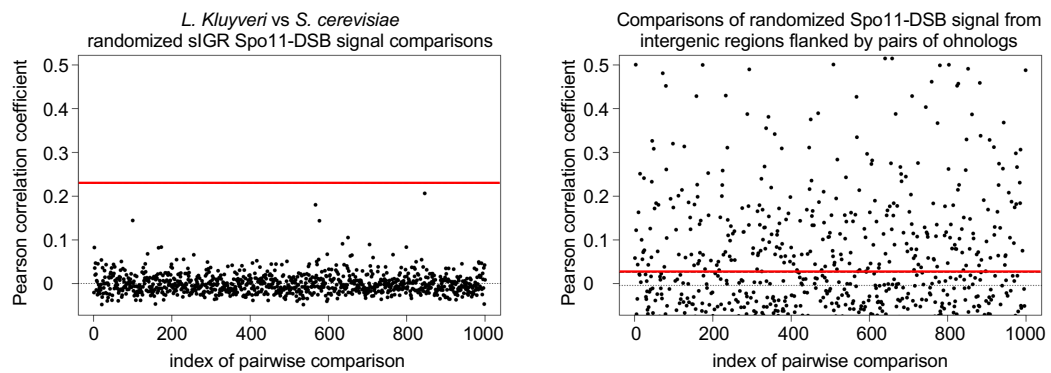 L. Kluyveri vs S. cerevisiae
randomized sIGR Spo11-DSB signal comparisons
Pearson correlation coefficient
0.5
0.4
0.3
0.2
0.1
0
0 200 400 600 800 1000
index of pairwise comparison
Comparisons of randomized Spo11-DSB signal from
intergenic regions flanked by pairs of ohnologs
Pearson correlation coefficient
0.5
0.4
0.3
0.2
0.1
0
0 200 400 600 800 1000
index of pairwise comparison